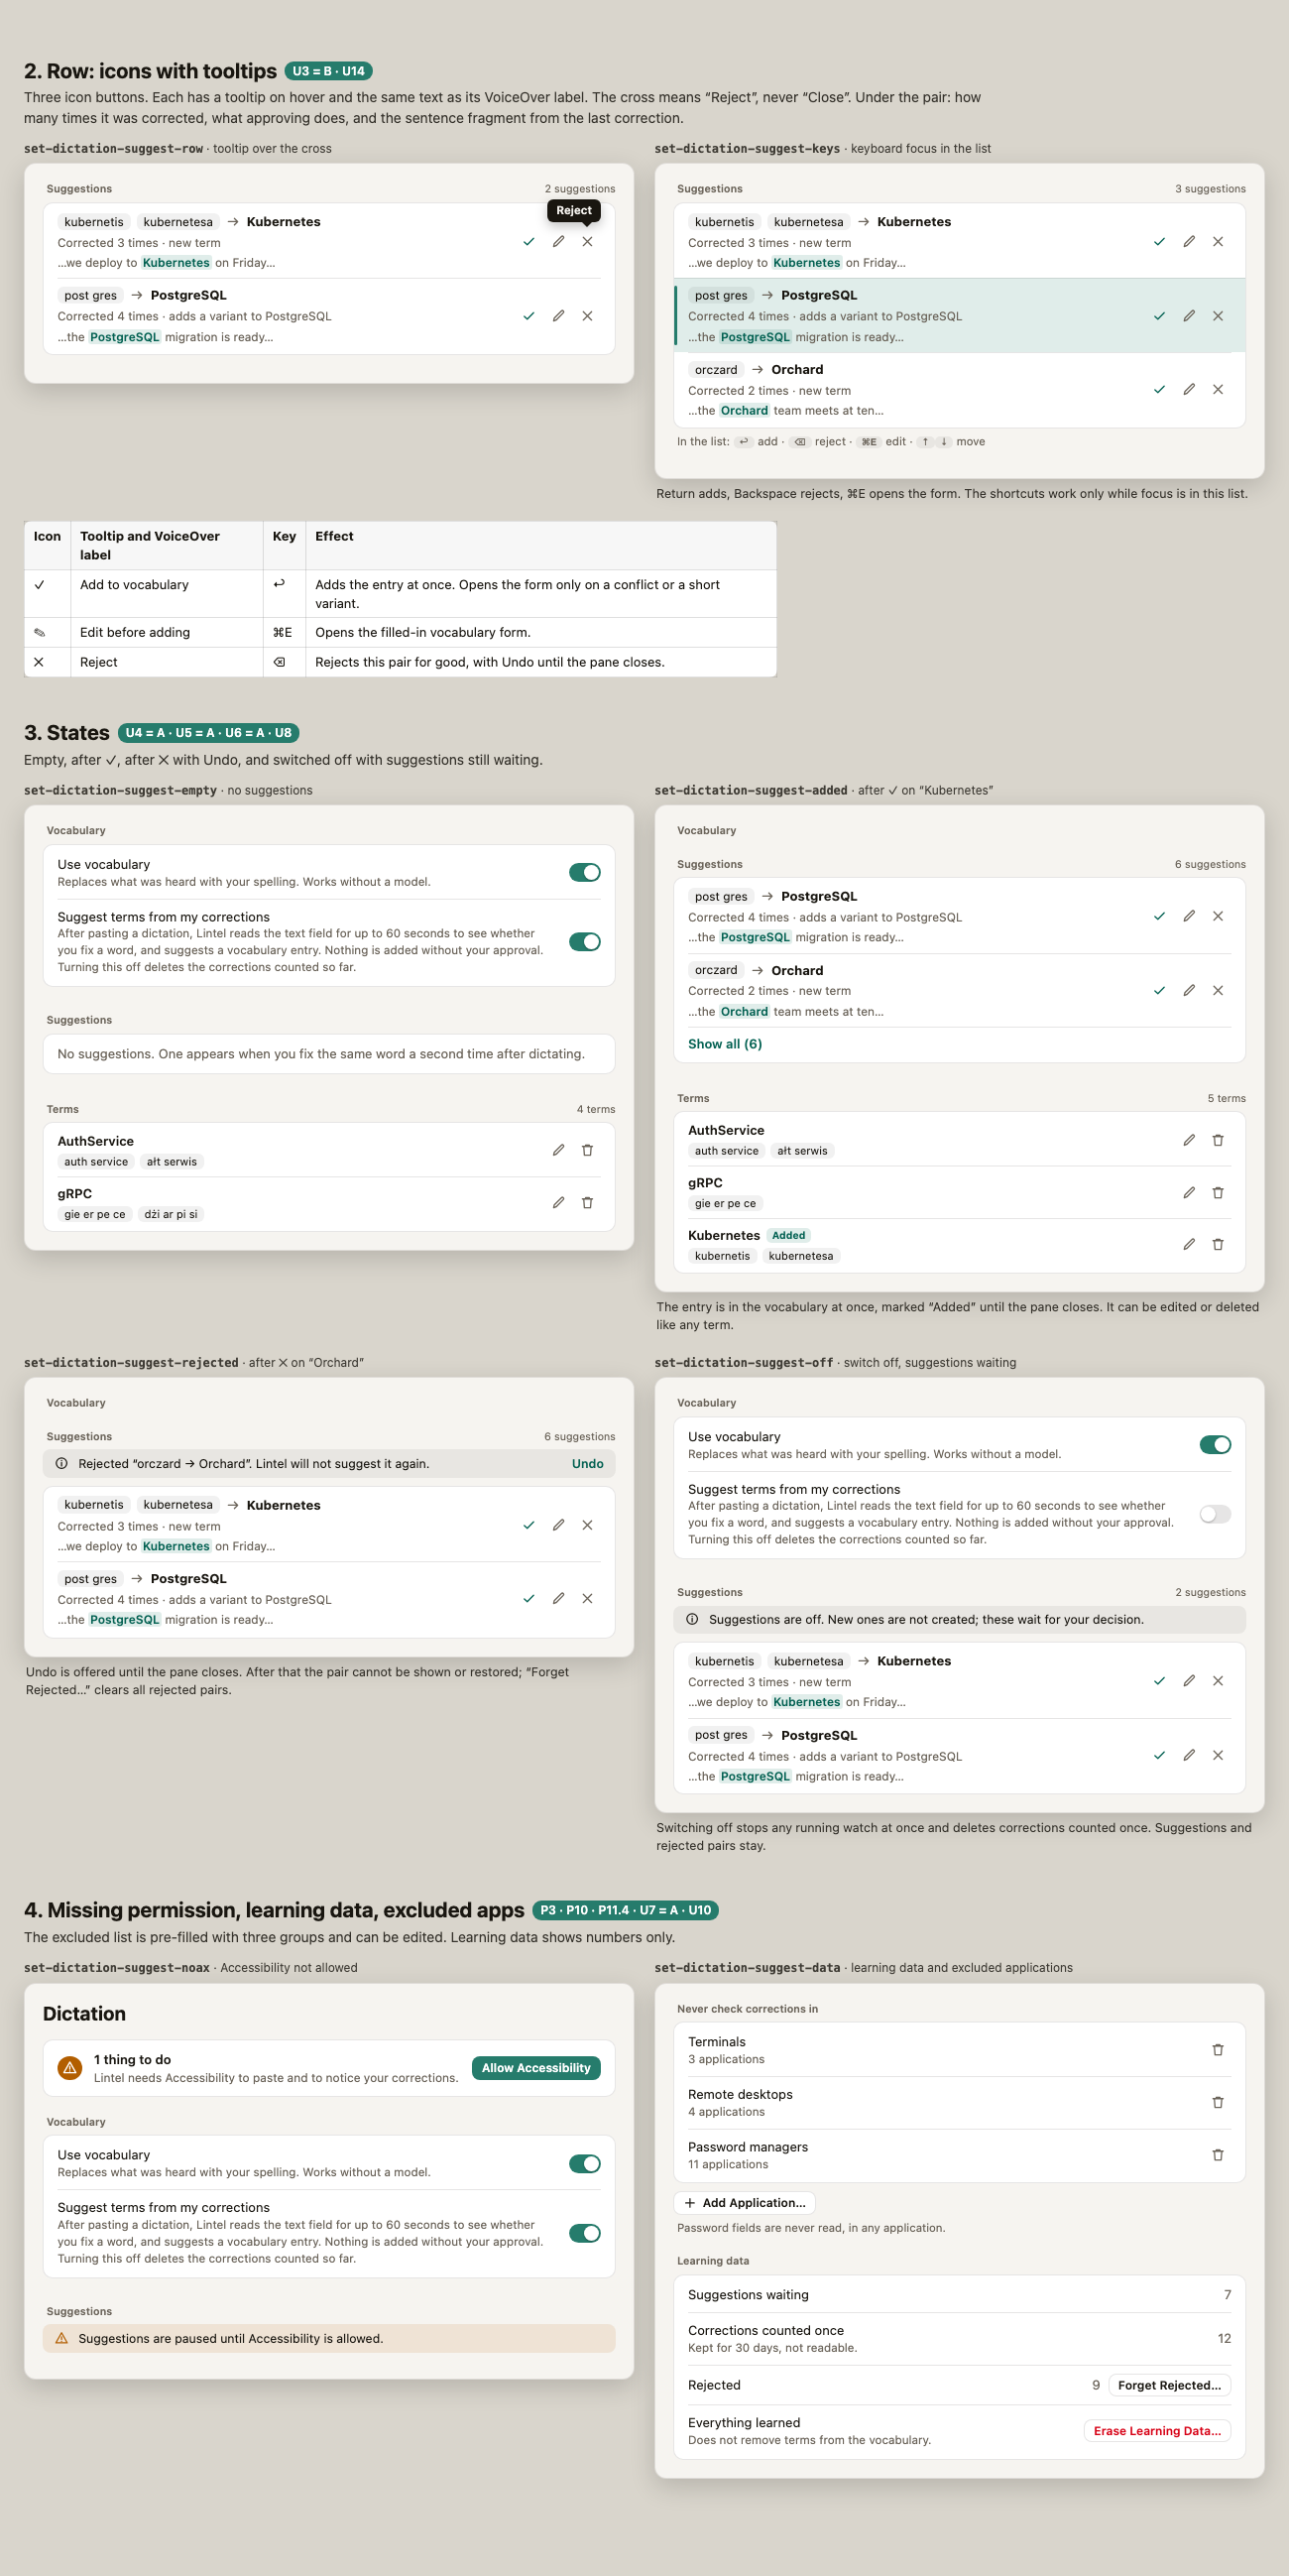 2. Row: icons with tooltips U3 = B · U14
Three icon buttons. Each has a tooltip on hover and the same text as its VoiceOver label. The cross means “Reject”, never “Close”. Under the pair: how
many times it was corrected, what approving does, and the sentence fragment from the last correction.
set-dictation-suggest-row · tooltip over the cross
Suggestions 2 suggestions
Reject
kubernetis kubernetesa → Kubernetes
Corrected 3 times · new term
…we deploy to Kubernetes on Friday…
post gres → PostgreSQL
Corrected 4 times · adds a variant to PostgreSQL
…the PostgreSQL migration is ready…
set-dictation-suggest-keys · keyboard focus in the list
Suggestions 3 suggestions
kubernetis kubernetesa → Kubernetes
Corrected 3 times · new term
…we deploy to Kubernetes on Friday…
post gres → PostgreSQL
Corrected 4 times · adds a variant to PostgreSQL
…the PostgreSQL migration is ready…
orczard → Orchard
Corrected 2 times · new term
…the Orchard team meets at ten…
In the list: ↩ add · ⌫ reject · ⌘E edit · ↑ ↓ move
Return adds, Backspace rejects, ⌘E opens the form. The shortcuts work only while focus is in this list.
Icon Tooltip and VoiceOver label Key Effect
✓ Add to vocabulary ↩ Adds the entry at once. Opens the form only on a conflict or a short variant.
✎ Edit before adding ⌘E Opens the filled-in vocabulary form.
✕ Reject ⌫ Rejects this pair for good, with Undo until the pane closes.
3. States U4 = A · U5 = A · U6 = A · U8
Empty, after ✓, after ✕ with Undo, and switched off with suggestions still waiting.
set-dictation-suggest-empty · no suggestions
Vocabulary
Use vocabulary
Replaces what was heard with your spelling. Works without a model.
Suggest terms from my corrections
After pasting a dictation, Lintel reads the text field for up to 60 seconds to see whether
you fix a word, and suggests a vocabulary entry. Nothing is added without your approval.
Turning this off deletes the corrections counted so far.
Suggestions
No suggestions. One appears when you fix the same word a second time after dictating.
Terms 4 terms
AuthService
auth service ałt serwis
gRPC
gie er pe ce dżi ar pi si
set-dictation-suggest-added · after ✓ on “Kubernetes”
Vocabulary
Suggestions 6 suggestions
post gres → PostgreSQL
Corrected 4 times · adds a variant to PostgreSQL
…the PostgreSQL migration is ready…
orczard → Orchard
Corrected 2 times · new term
…the Orchard team meets at ten…
Show all (6)
Terms 5 terms
AuthService
auth service ałt serwis
gRPC
gie er pe ce
Kubernetes Added
kubernetis kubernetesa
The entry is in the vocabulary at once, marked “Added” until the pane closes. It can be edited or deleted
like any term.
set-dictation-suggest-rejected · after ✕ on “Orchard”
Vocabulary
Suggestions 6 suggestions
Rejected “orczard → Orchard”. Lintel will not suggest it again. Undo
kubernetis kubernetesa → Kubernetes
Corrected 3 times · new term
…we deploy to Kubernetes on Friday…
post gres → PostgreSQL
Corrected 4 times · adds a variant to PostgreSQL
…the PostgreSQL migration is ready…
Undo is offered until the pane closes. After that the pair cannot be shown or restored; “Forget
Rejected…” clears all rejected pairs.
set-dictation-suggest-off · switch off, suggestions waiting
Vocabulary
Use vocabulary
Replaces what was heard with your spelling. Works without a model.
Suggest terms from my corrections
After pasting a dictation, Lintel reads the text field for up to 60 seconds to see whether
you fix a word, and suggests a vocabulary entry. Nothing is added without your approval.
Turning this off deletes the corrections counted so far.
Suggestions 2 suggestions
Suggestions are off. New ones are not created; these wait for your decision.
kubernetis kubernetesa → Kubernetes
Corrected 3 times · new term
…we deploy to Kubernetes on Friday…
post gres → PostgreSQL
Corrected 4 times · adds a variant to PostgreSQL
…the PostgreSQL migration is ready…
Switching off stops any running watch at once and deletes corrections counted once. Suggestions and
rejected pairs stay.
4. Missing permission, learning data, excluded apps P3 · P10 · P11.4 · U7 = A · U10
The excluded list is pre-filled with three groups and can be edited. Learning data shows numbers only.
set-dictation-suggest-noax · Accessibility not allowed
Dictation
1 thing to do
Lintel needs Accessibility to paste and to notice your corrections.
Allow Accessibility
Vocabulary
Use vocabulary
Replaces what was heard with your spelling. Works without a model.
Suggest terms from my corrections
After pasting a dictation, Lintel reads the text field for up to 60 seconds to see whether
you fix a word, and suggests a vocabulary entry. Nothing is added without your approval.
Turning this off deletes the corrections counted so far.
Suggestions
Suggestions are paused until Accessibility is allowed.
set-dictation-suggest-data · learning data and excluded applications
Never check corrections in
Terminals
3 applications
Remote desktops
4 applications
Password managers
11 applications
+ Add Application…
Password fields are never read, in any application.
Learning data
Suggestions waiting 7
Corrections counted once 12
Kept for 30 days, not readable.
Rejected 9 Forget Rejected…
Everything learned
Does not remove terms from the vocabulary.
Erase Learning Data…